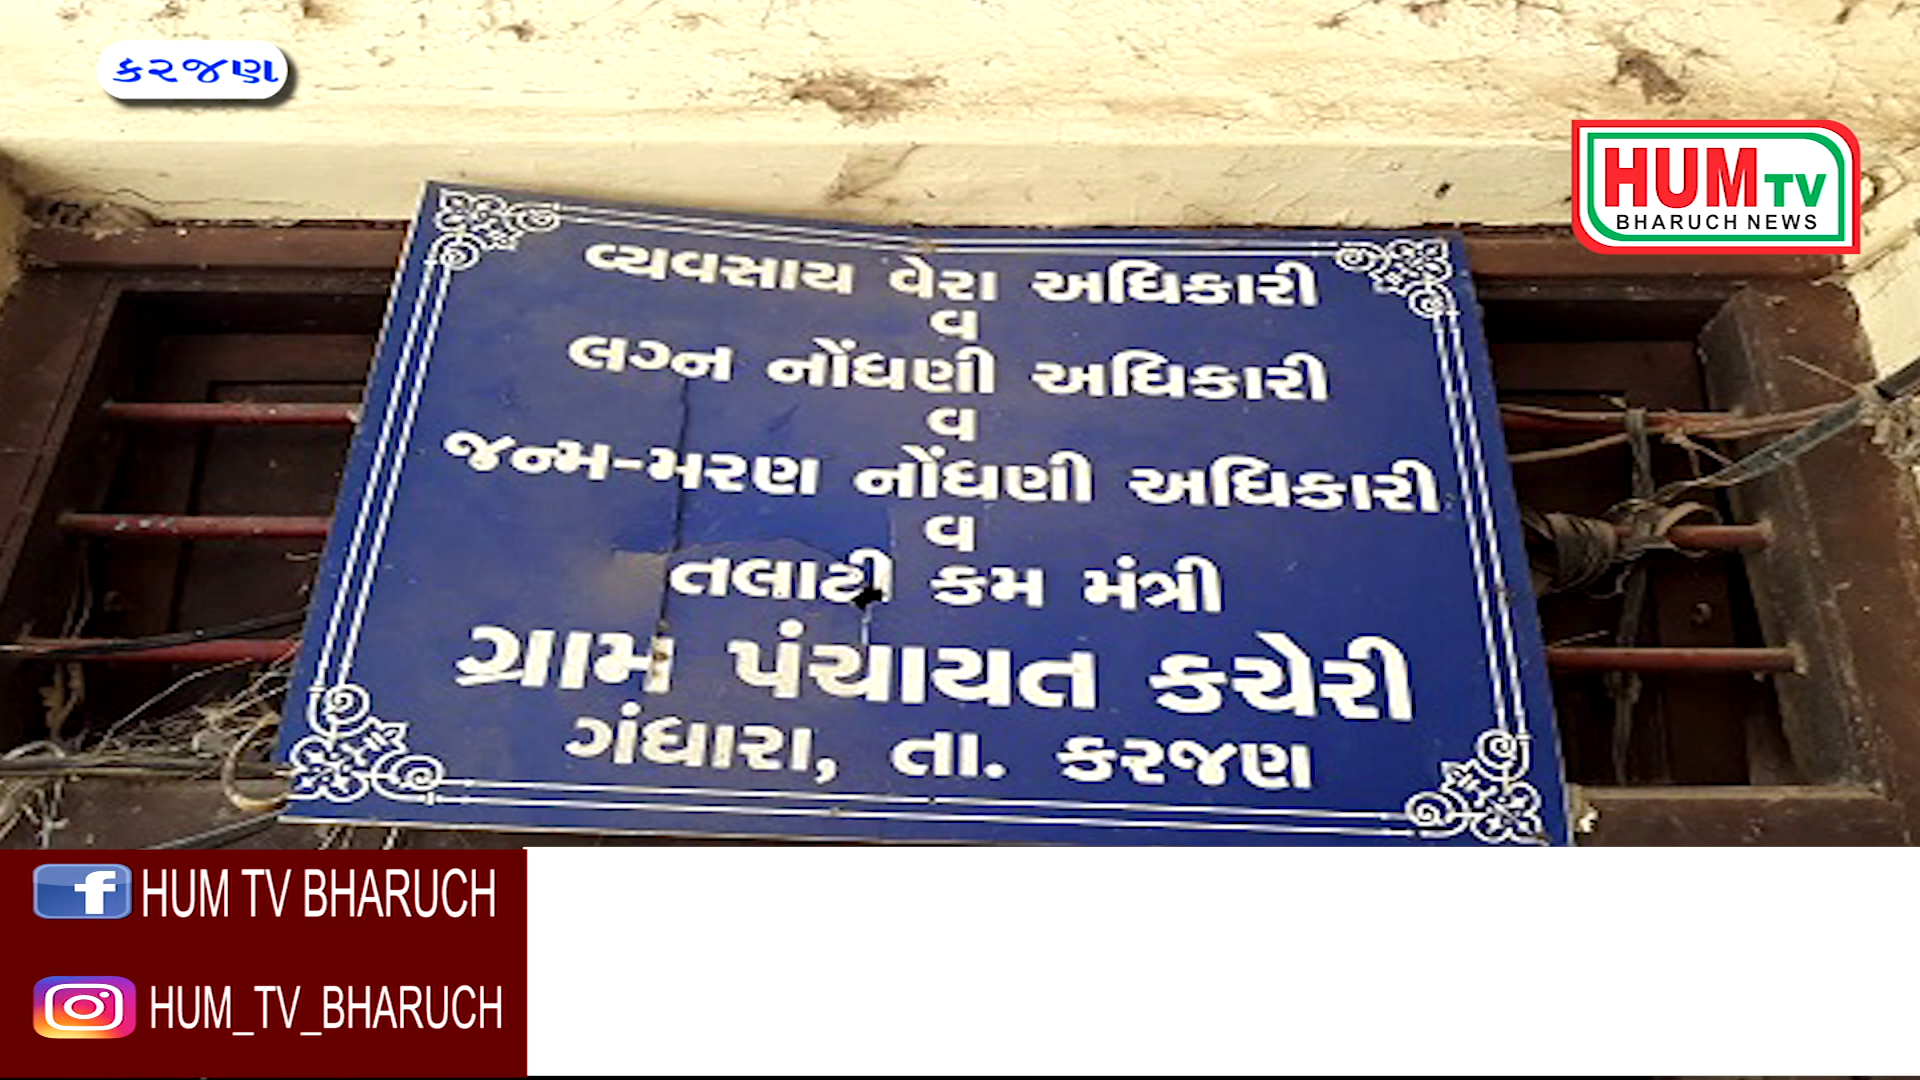 કરજણ
HUM TV
BHARUCH NEWS
વ્યવસાય વેરા અધિકારી
વ
લગ્ન નોંધણી અધિકારી
વ
જન્મ-મરણ નોંધણી અધિકારી
વ
તલાટી કમ મંત્રી
ગ્રામ પંચાયત કચેરી
ગંધારા, તા. કરજણ
HUM TV BHARUCH
HUM_TV_BHARUCH